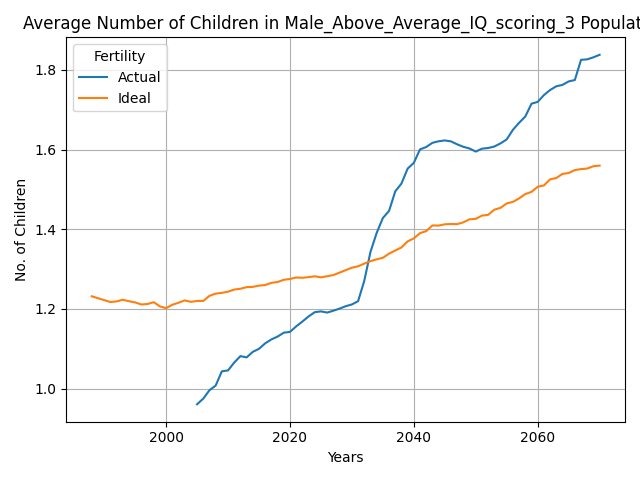 Average Number of Children in Male_Above_Average_IQ_scoring_3 Populat
Fertility
Actual
Ideal
No. of Children
1.8
1.6
1.4
1.2
1.0
2000 2020 2040 2060
Years